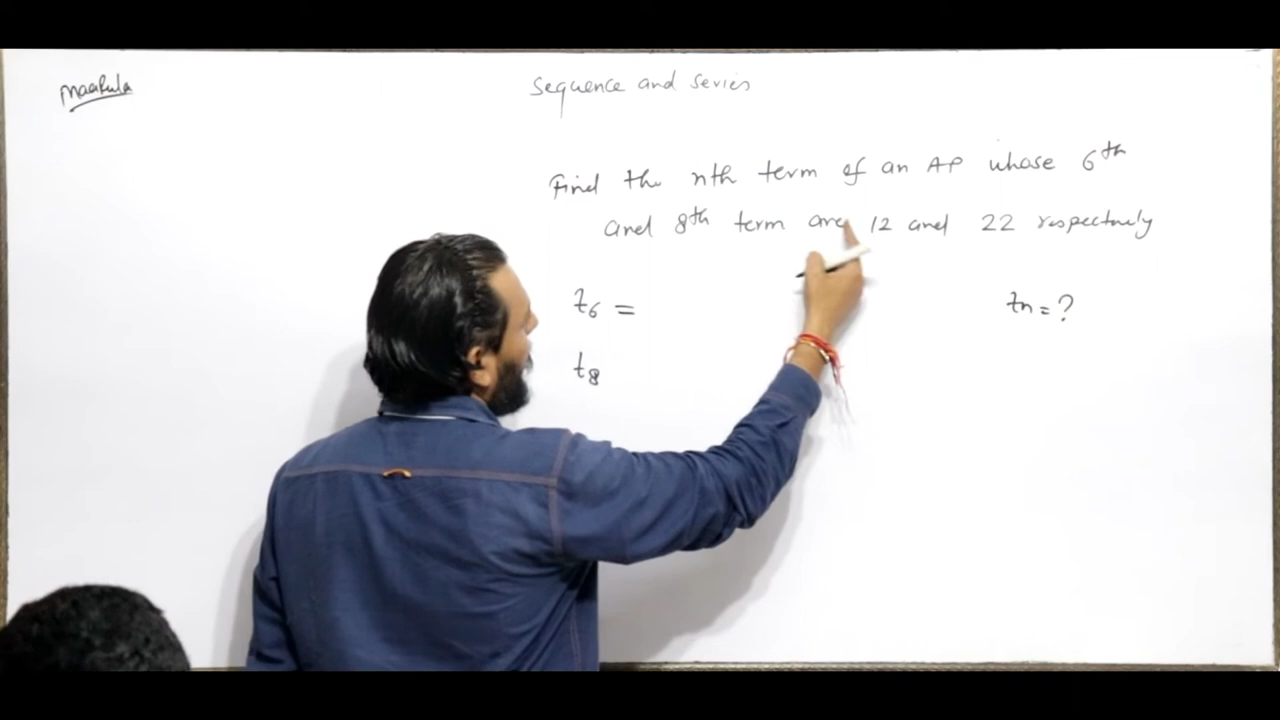 Sequence and series
Find the nth term of an AP whose 6th
and 8th term are 12 and 22 respectively
t6 =
tn = ?
t8